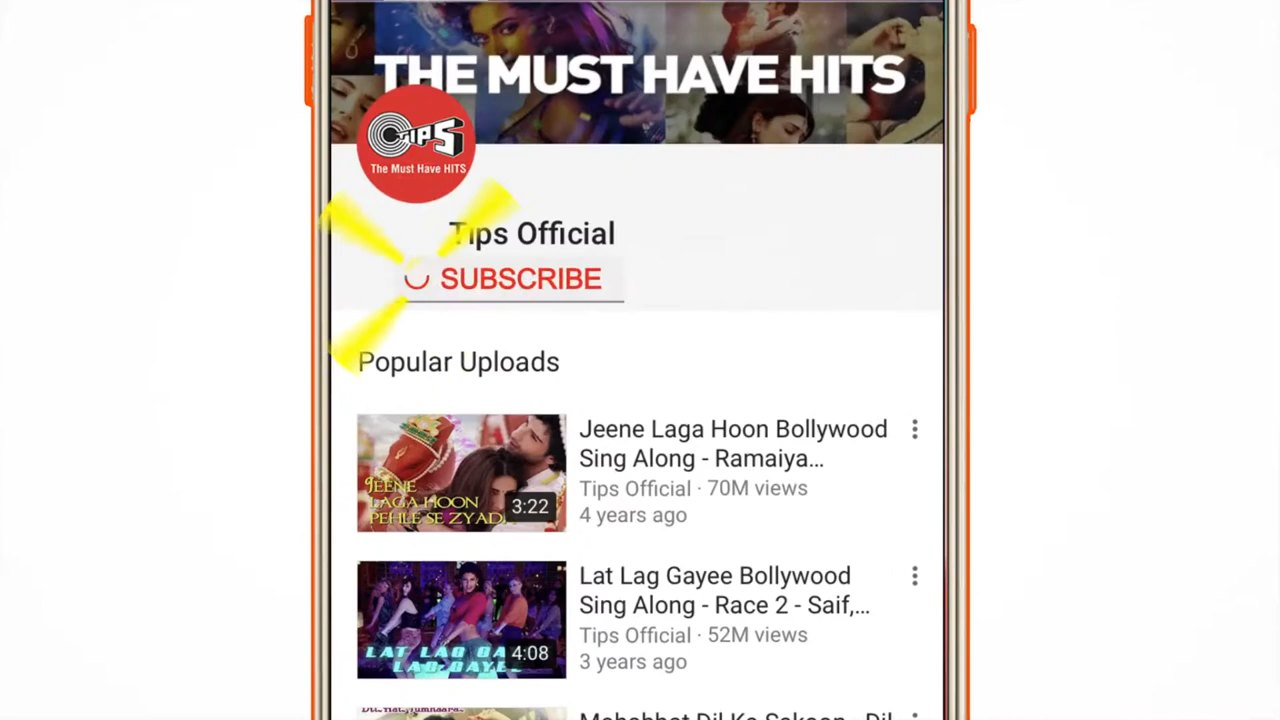 THE MUST HAVE HITS
TIPS
The Must Have HITS
Tips Official
SUBSCRIBE
Popular Uploads
JEENE
LAGA HOON
PEHLE SE ZYAD
3:22
Jeene Laga Hoon Bollywood
Sing Along - Ramaiya...
Tips Official · 70M views
4 years ago
LAT LAG GA
LAG GAYEE
4:08
Lat Lag Gayee Bollywood
Sing Along - Race 2 - Saif,...
Tips Official · 52M views
3 years ago